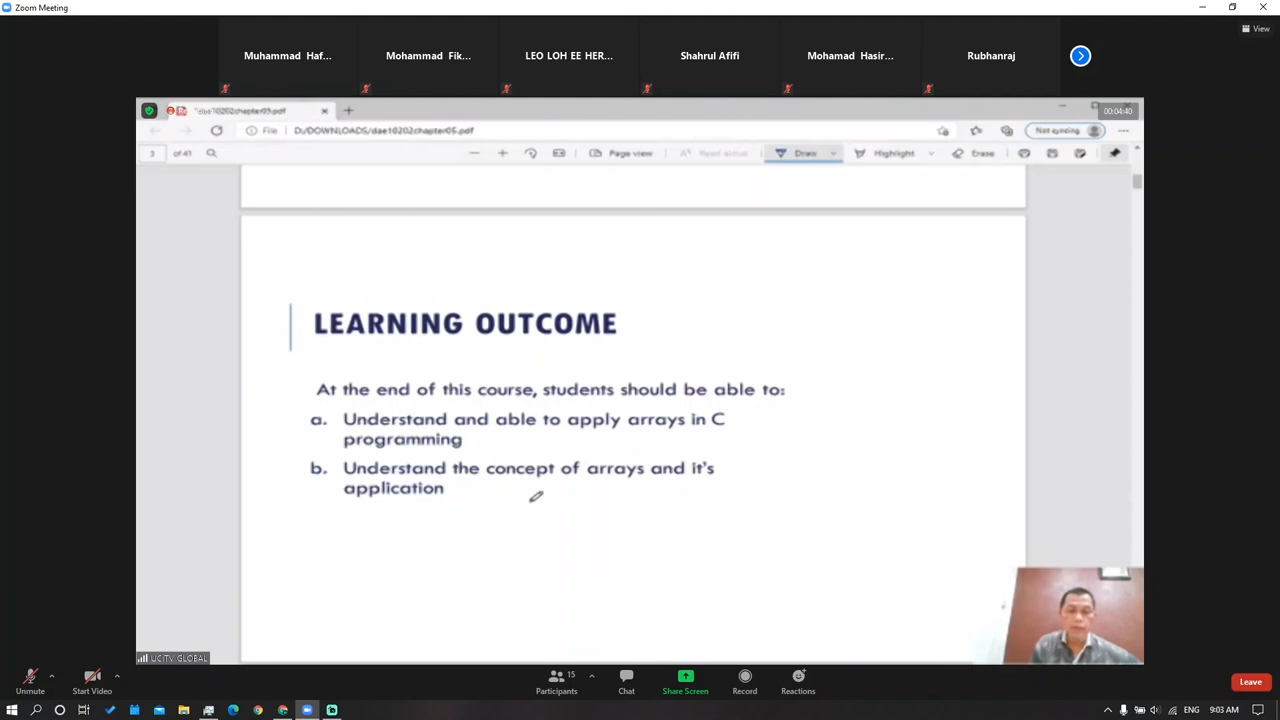 Zoom Meeting
View
Muhammad Haf...
Mohammad Fik...
LEO LOH EE HER...
Shahrul Afifi
Mohamad Hasir...
Rubhanraj
00:04:40
File D:/DOWNLOADS/dae10202chapter05.pdf
Not syncing
3 of 41
Page view
Read aloud
Draw
Highlight
Erase
LEARNING OUTCOME
At the end of this course, students should be able to:
a. Understand and able to apply arrays in C
programming
b. Understand the concept of arrays and it's
application
UCITV GLOBAL
Unmute
Start Video
15
Participants
Chat
Share Screen
Record
Reactions
Leave
ENG
9:03 AM